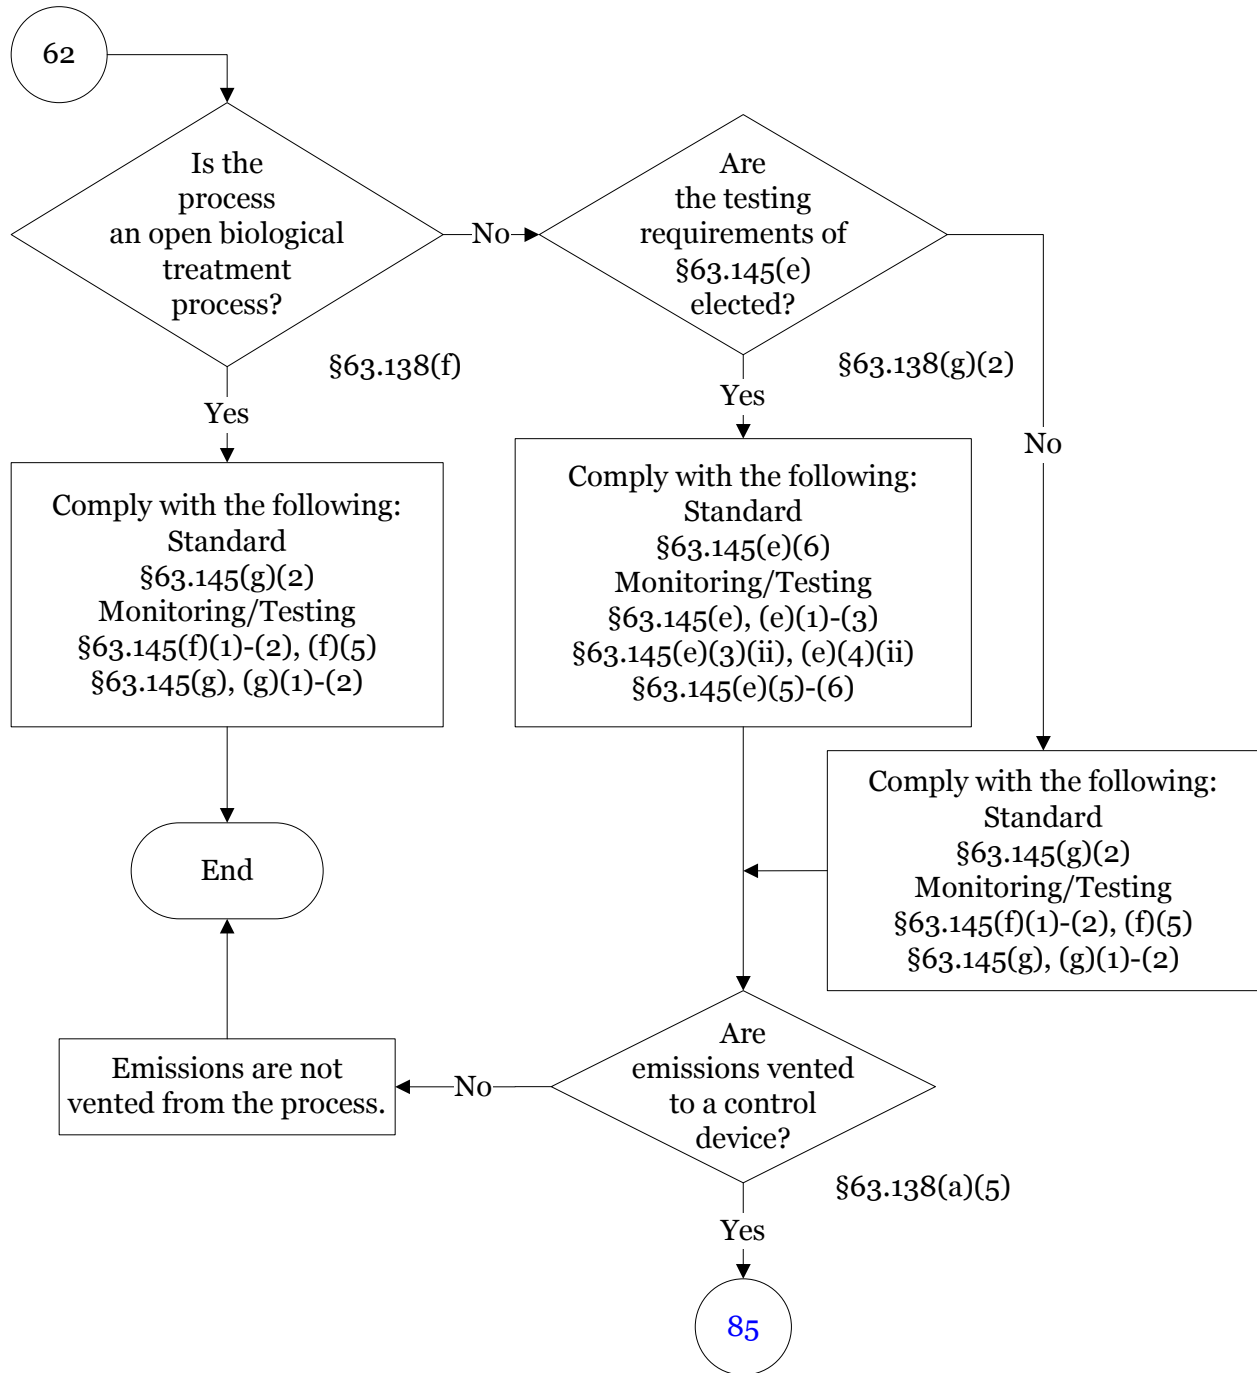 62
Is the
process
an open biological
treatment
process?
No
Are
the testing
requirements of
§63.145(e)
elected?
§63.138(f)
§63.138(g)(2)
Yes
Yes
No
Comply with the following:
Standard
§63.145(g)(2)
Monitoring/Testing
§63.145(f)(1)-(2), (f)(5)
§63.145(g), (g)(1)-(2)
Comply with the following:
Standard
§63.145(e)(6)
Monitoring/Testing
§63.145(e), (e)(1)-(3)
§63.145(e)(3)(ii), (e)(4)(ii)
§63.145(e)(5)-(6)
Comply with the following:
Standard
§63.145(g)(2)
Monitoring/Testing
§63.145(f)(1)-(2), (f)(5)
§63.145(g), (g)(1)-(2)
End
Emissions are not
vented from the process.
No
Are
emissions vented
to a control
device?
§63.138(a)(5)
Yes
85